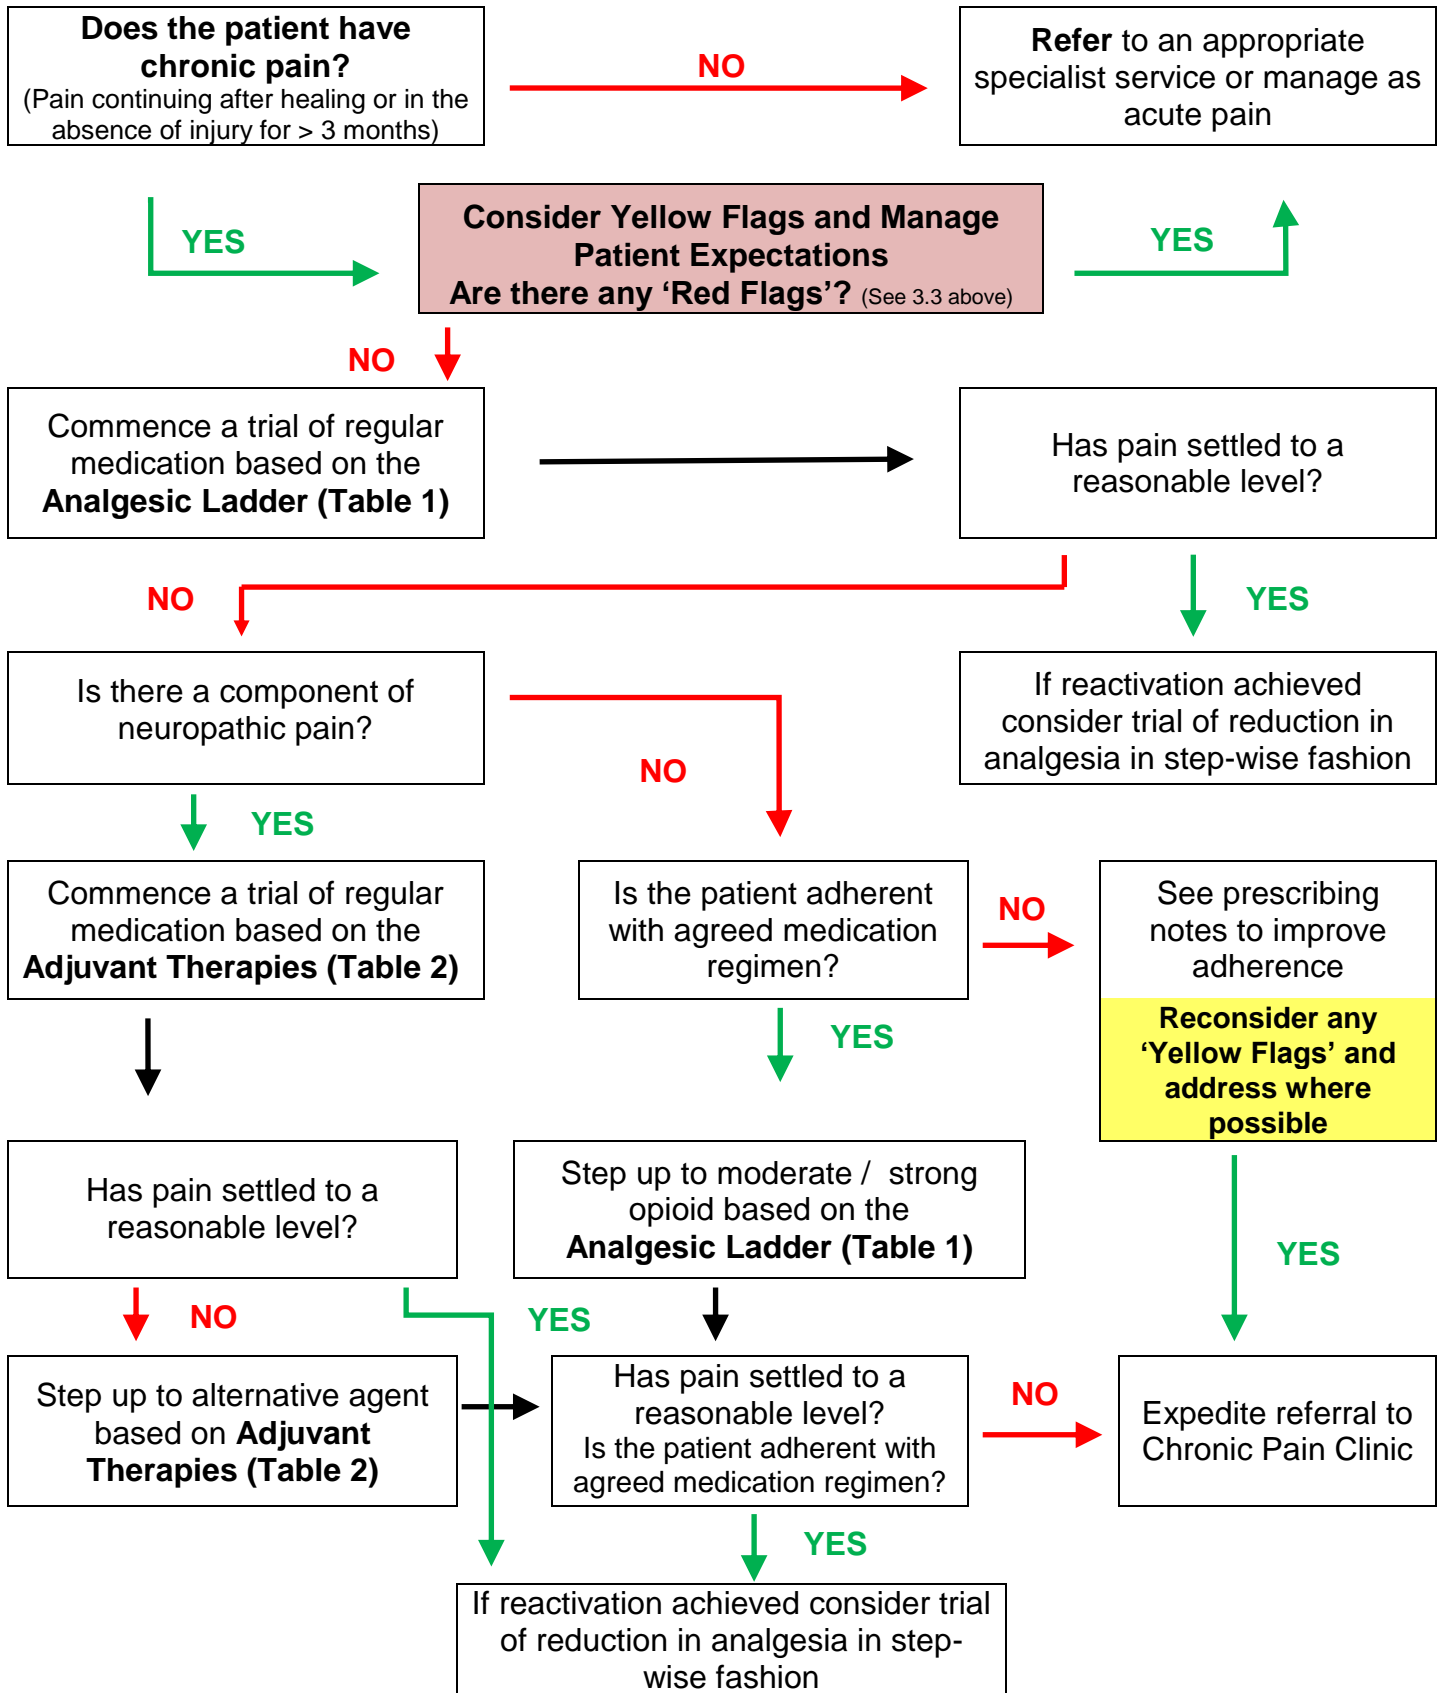 Does the patient have
chronic pain?
(Pain continuing after healing or in the
absence of injury for > 3 months)
NO
Refer to an appropriate
specialist service or manage as
acute pain
YES
Consider Yellow Flags and Manage
Patient Expectations
Are there any ‘Red Flags’? (See 3.3 above)
YES
NO
Commence a trial of regular
medication based on the
Analgesic Ladder (Table 1)
Has pain settled to a
reasonable level?
NO
YES
Is there a component of
neuropathic pain?
NO
If reactivation achieved
consider trial of reduction in
analgesia in step-wise fashion
YES
Commence a trial of regular
medication based on the
Adjuvant Therapies (Table 2)
Is the patient adherent
with agreed medication
regimen?
NO
See prescribing
notes to improve
adherence
Reconsider any
‘Yellow Flags’ and
address where
possible
YES
Has pain settled to a
reasonable level?
Step up to moderate / strong
opioid based on the
Analgesic Ladder (Table 1)
YES
NO
YES
Step up to alternative agent
based on Adjuvant
Therapies (Table 2)
Has pain settled to a
reasonable level?
Is the patient adherent with
agreed medication regimen?
NO
Expedite referral to
Chronic Pain Clinic
YES
If reactivation achieved consider trial
of reduction in analgesia in step-
wise fashion